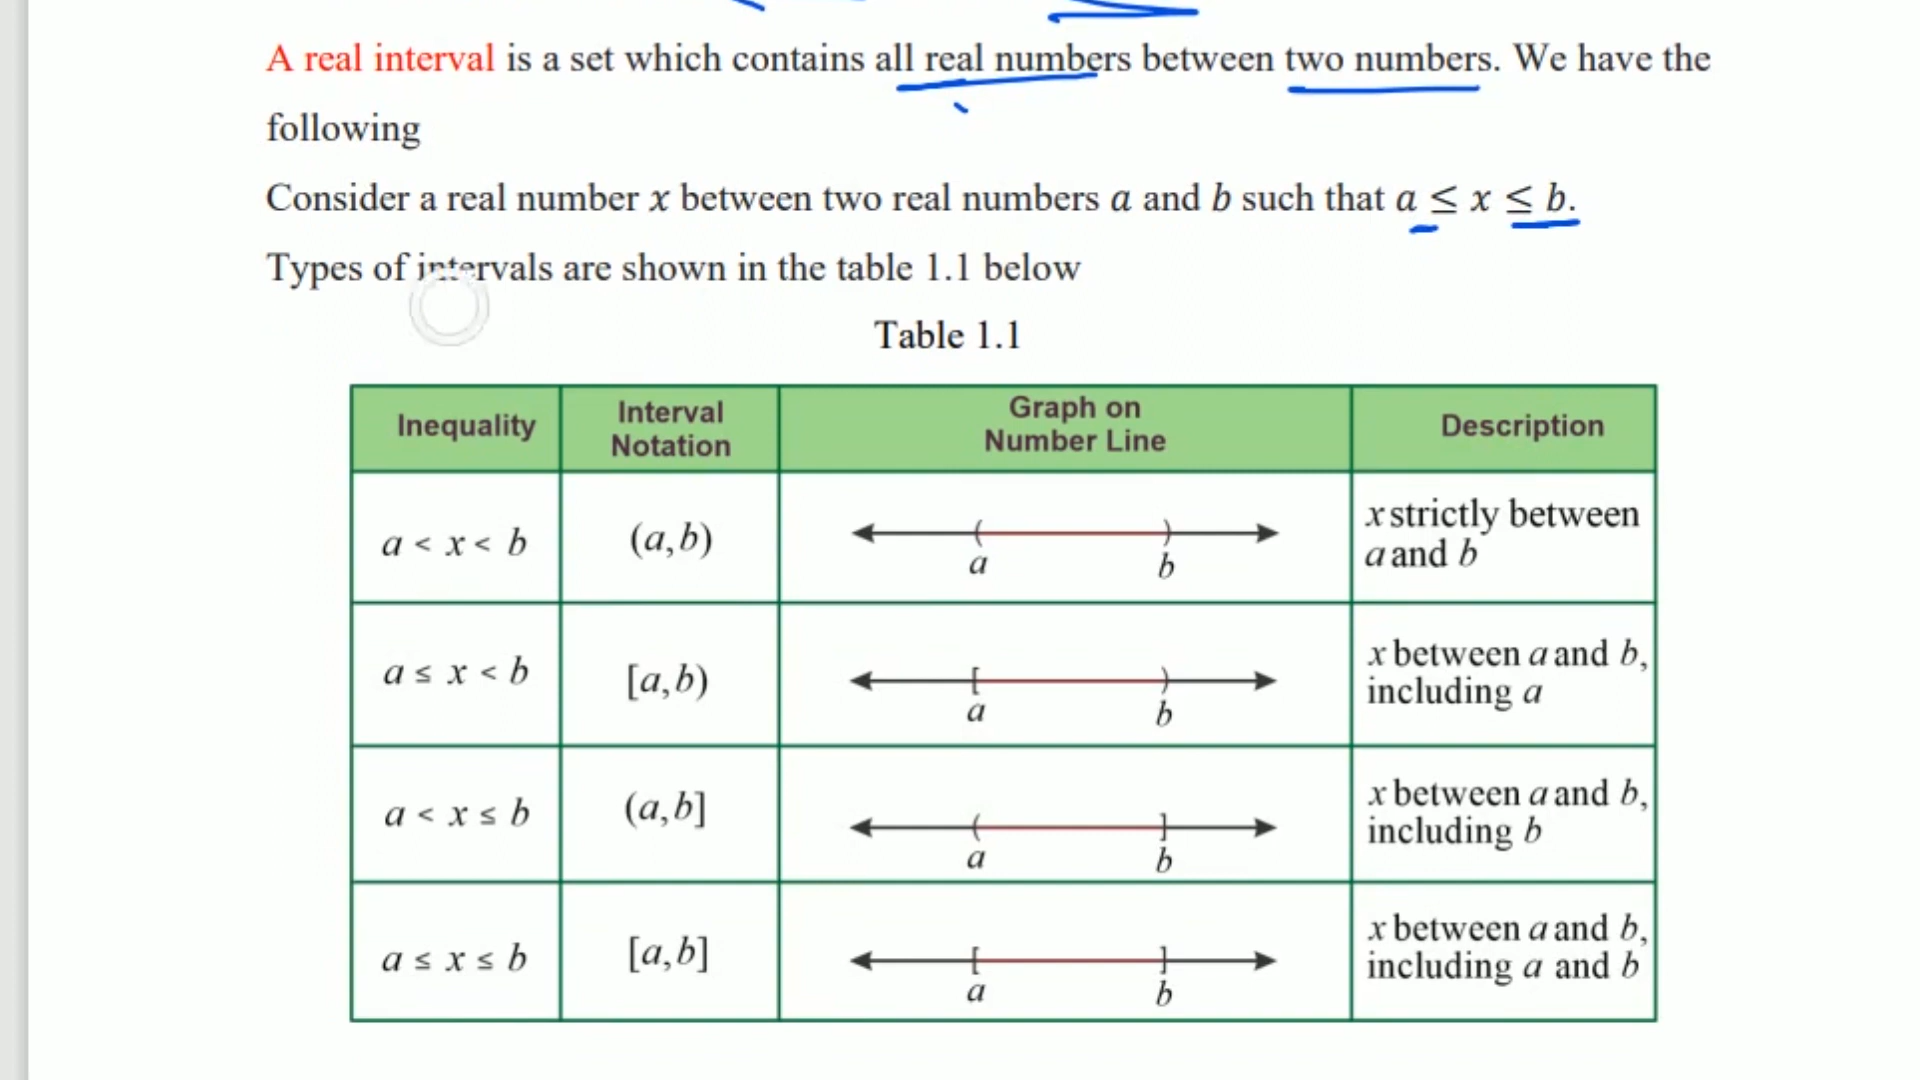 A real interval is a set which contains all real numbers between two numbers. We have the
following
Consider a real number x between two real numbers a and b such that a ≤ x ≤ b.
Types of intervals are shown in the table 1.1 below
Table 1.1
Inequality
Interval
Notation
Graph on
Number Line
Description
a < x < b
(a,b)
( )
a b
x strictly between
a and b
a ≤ x < b
[a,b)
[ )
a b
x between a and b,
including a
a < x ≤ b
(a,b]
( ]
a b
x between a and b,
including b
a ≤ x ≤ b
[a,b]
[ ]
a b
x between a and b,
including a and b